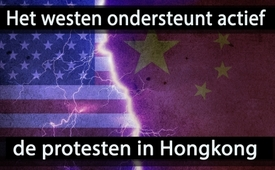 Het westen ondersteunt actief
de protesten in Hongkong